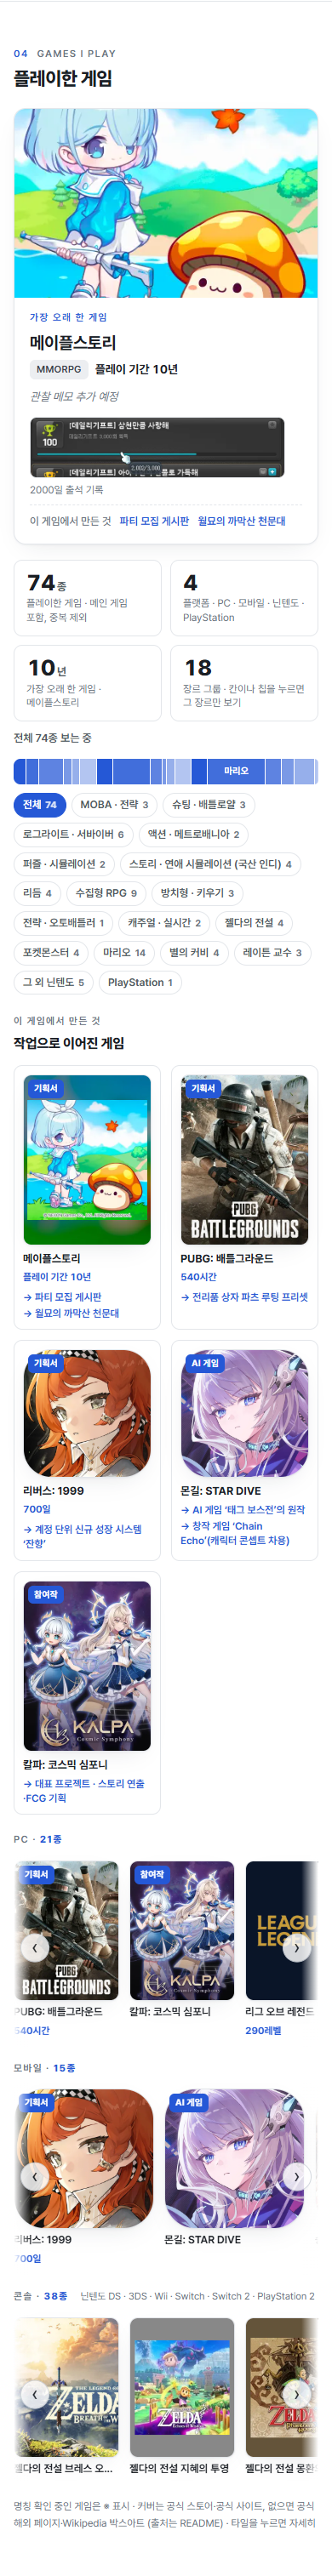 04 GAMES I PLAY
플레이한 게임
가장 오래 한 게임
메이플스토리
MMORPG 플레이 기간 10년
관찰 메모 추가 예정
[데일리기프트] 삼천만큼 사랑해
100
2,002/3,000
2000일 출석 기록
이 게임에서 만든 것 파티 모집 게시판 월묘의 까막산 천문대
74종
플레이한 게임 · 메인 게임
포함, 중복 제외
4
플랫폼 · PC · 모바일 · 닌텐도 ·
PlayStation
10년
가장 오래한 게임 ·
메이플스토리
18
장르 그룹 · 칸이나 칩을 누르면
그 장르만 보기
전체 74종 보는 중
마리오
전체 74 MOBA · 전략 3 슈팅 · 배틀로얄 3
로그라이트 · 서바이버 6 액션 · 메트로배니아 2
퍼즐 · 시뮬레이션 2 스토리 · 연애 시뮬레이션 (국산 인디) 4
리듬 4 수집형 RPG 9 방치형 · 키우기 3
전략 · 오토배틀러 1 캐주얼 · 실시간 2 젤다의 전설 4
포켓몬스터 4 마리오 14 별의 커비 4 레이튼 교수 3
그 외 닌텐도 5 PlayStation 1
이 게임에서 만든 것
작업으로 이어진 게임
기획서
메이플스토리
플레이 기간 10년
→ 파티 모집 게시판
→ 월묘의 까막산 천문대
기획서
PUBG
BATTLEGROUNDS
PUBG: 배틀그라운드
540시간
→ 전리품 상자 파츠 루팅 프리셋
기획서
리버스: 1999
700일
→ 계정 단위 신규 성장 시스템
'잔향'
AI 게임
몬길: STAR DIVE
→ AI 게임 '태그 보스전'의 원작
→ 창작 게임 'Chain
Echo'(캐릭터 콘셉트 차용)
참여작
KALPA
Cosmic Symphony
칼파: 코스믹 심포니
→ 대표 프로젝트 · 스토리 연출
·FCG 기획
PC · 21종
기획서
PUBG
BATTLEGROUNDS
PUBG: 배틀그라운드
540시간
참여작
KALPA
Cosmic Symphony
칼파: 코스믹 심포니
리그 오브 레전드
290레벨
모바일 · 15종
기획서
리버스: 1999
700일
AI 게임
몬길: STAR DIVE
콘솔 · 38종 닌텐도 DS · 3DS · Wii · Switch · Switch 2 · PlayStation 2
THE LEGEND OF
ZELDA
젤다의 전설 브레스 오...
ZELDA
젤다의 전설 지혜의 투영
젤다의 전설 몽환
명칭 확인 중인 게임은 ※ 표시 · 커버는 공식 스토어·공식 사이트, 없으면 공식
해외 페이지·Wikipedia 박스아트 (출처는 README) · 타일을 누르면 자세히